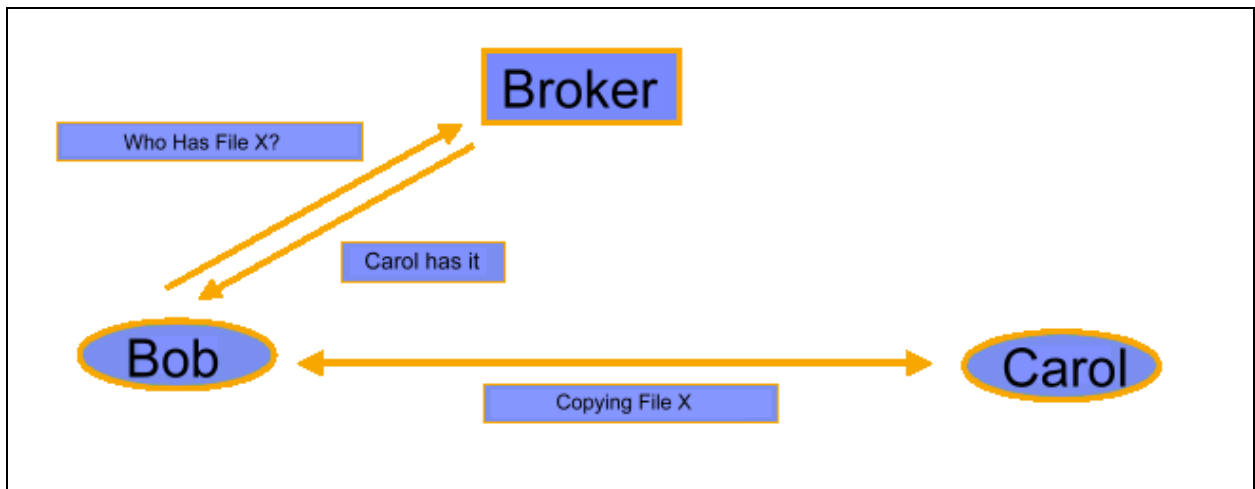 Broker
Who Has File X?
Carol has it
Bob
Carol
Copying File X